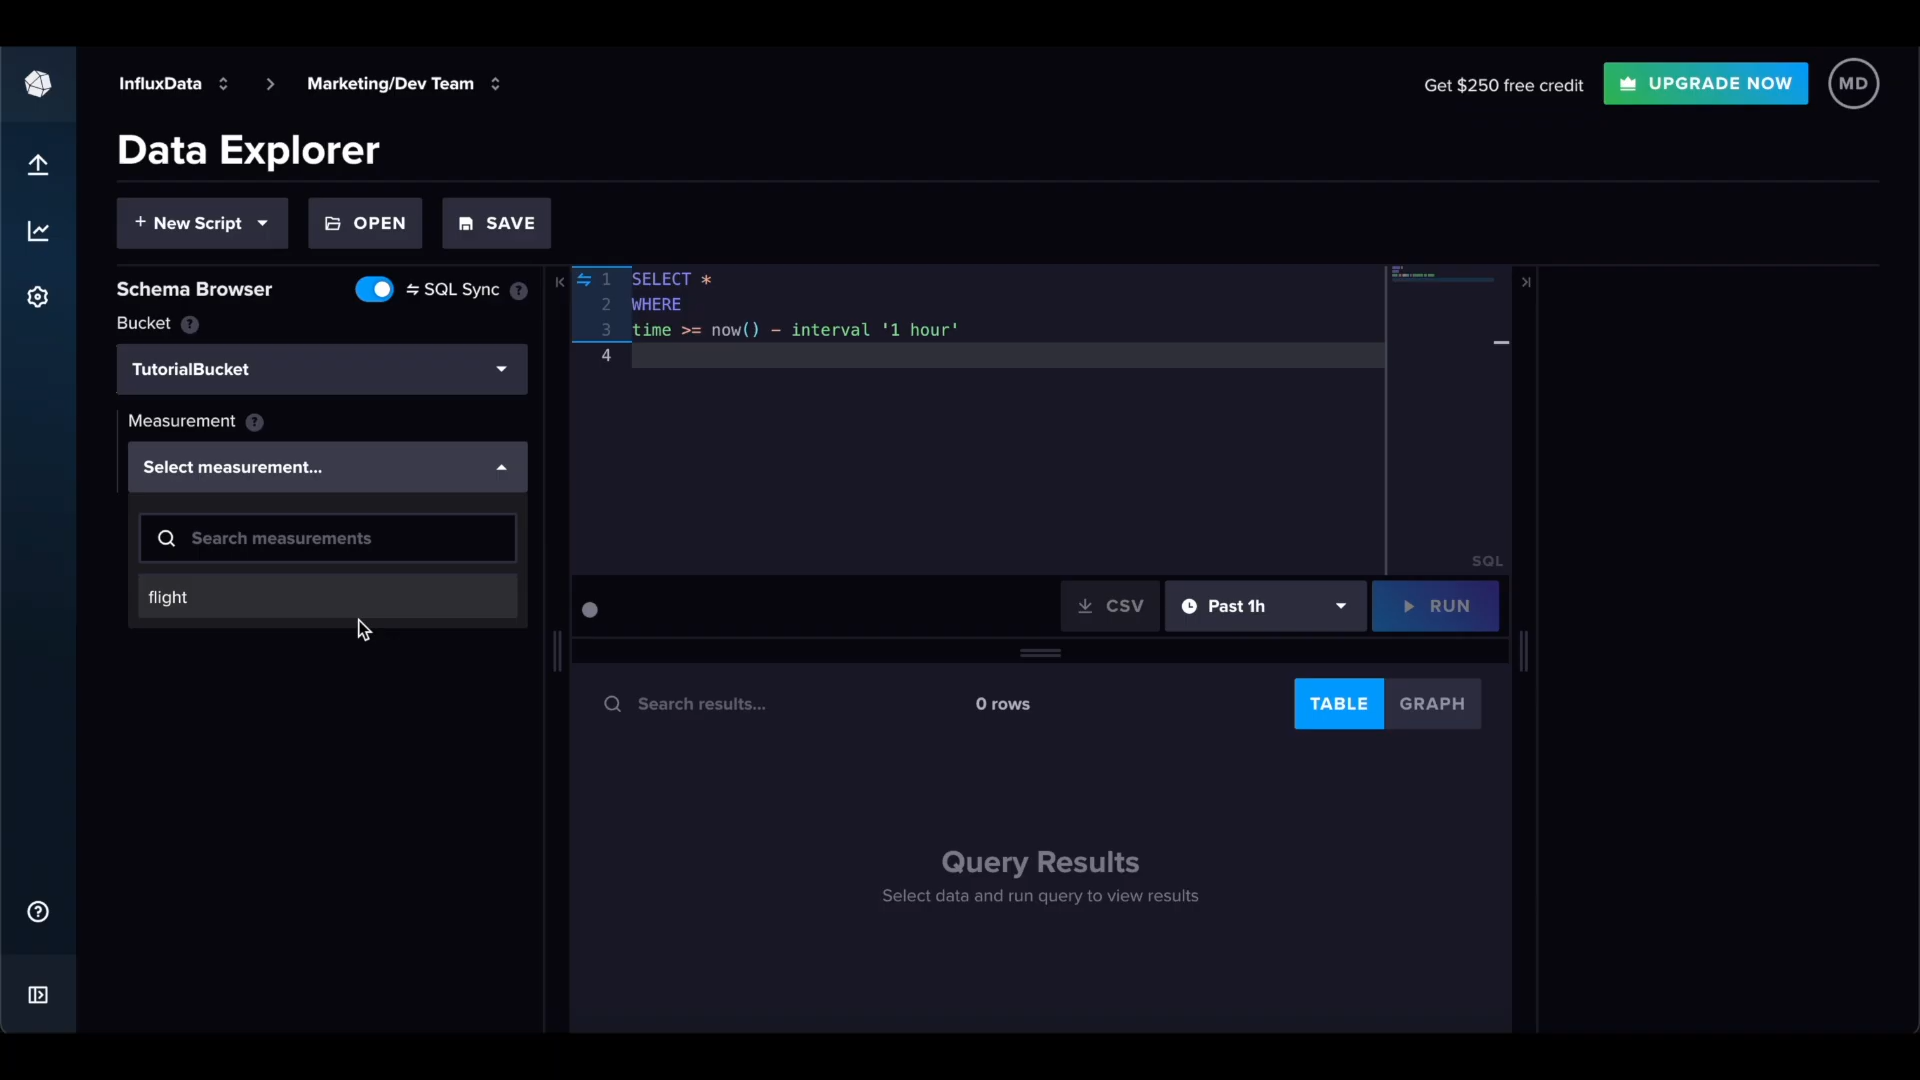 InfluxData
Marketing/Dev Team
Get $250 free credit
UPGRADE NOW
MD
Data Explorer
+ New Script
OPEN
SAVE
Schema Browser
SQL Sync ?
Bucket ?
TutorialBucket
Measurement ?
Select measurement...
Search measurements
flight
1 SELECT *
2 WHERE
3 time >= now() - interval '1 hour'
4
SQL
CSV
Past 1h
RUN
Search results...
0 rows
TABLE
GRAPH
Query Results
Select data and run query to view results